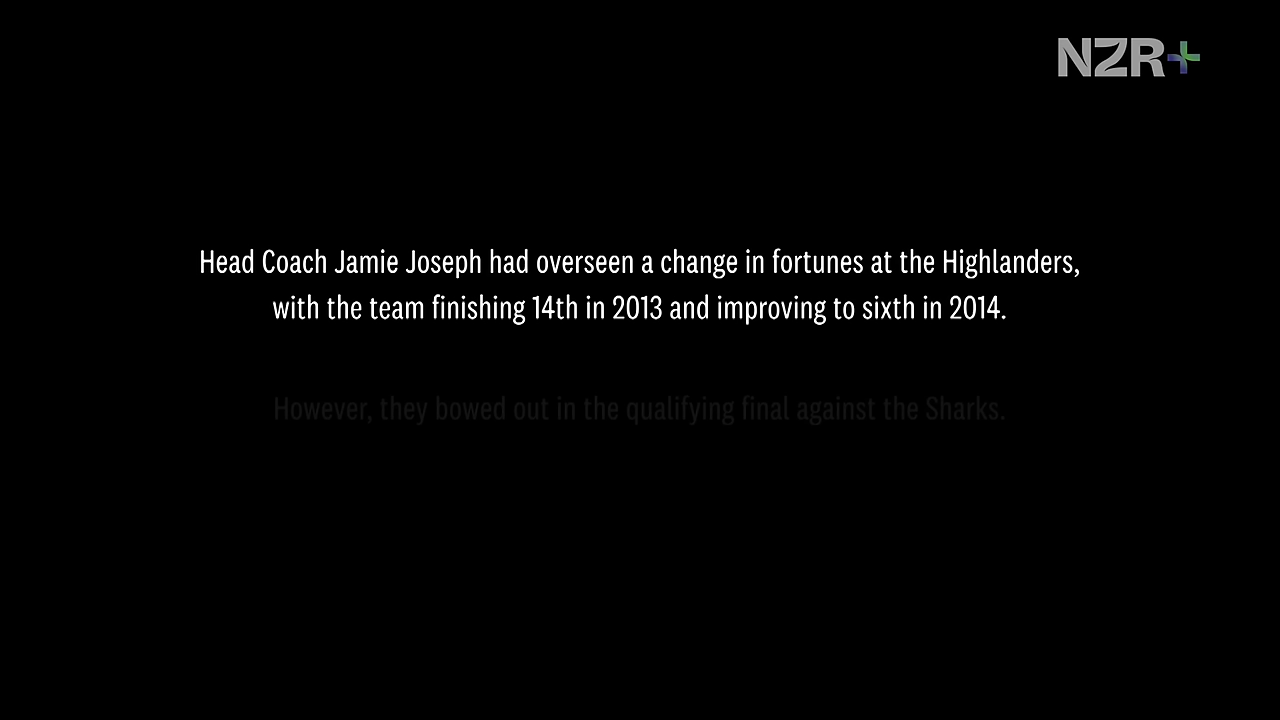 NZR+
Head Coach Jamie Joseph had overseen a change in fortunes at the Highlanders,
with the team finishing 14th in 2013 and improving to sixth in 2014.
However, they bowed out in the qualifying final against the Sharks.